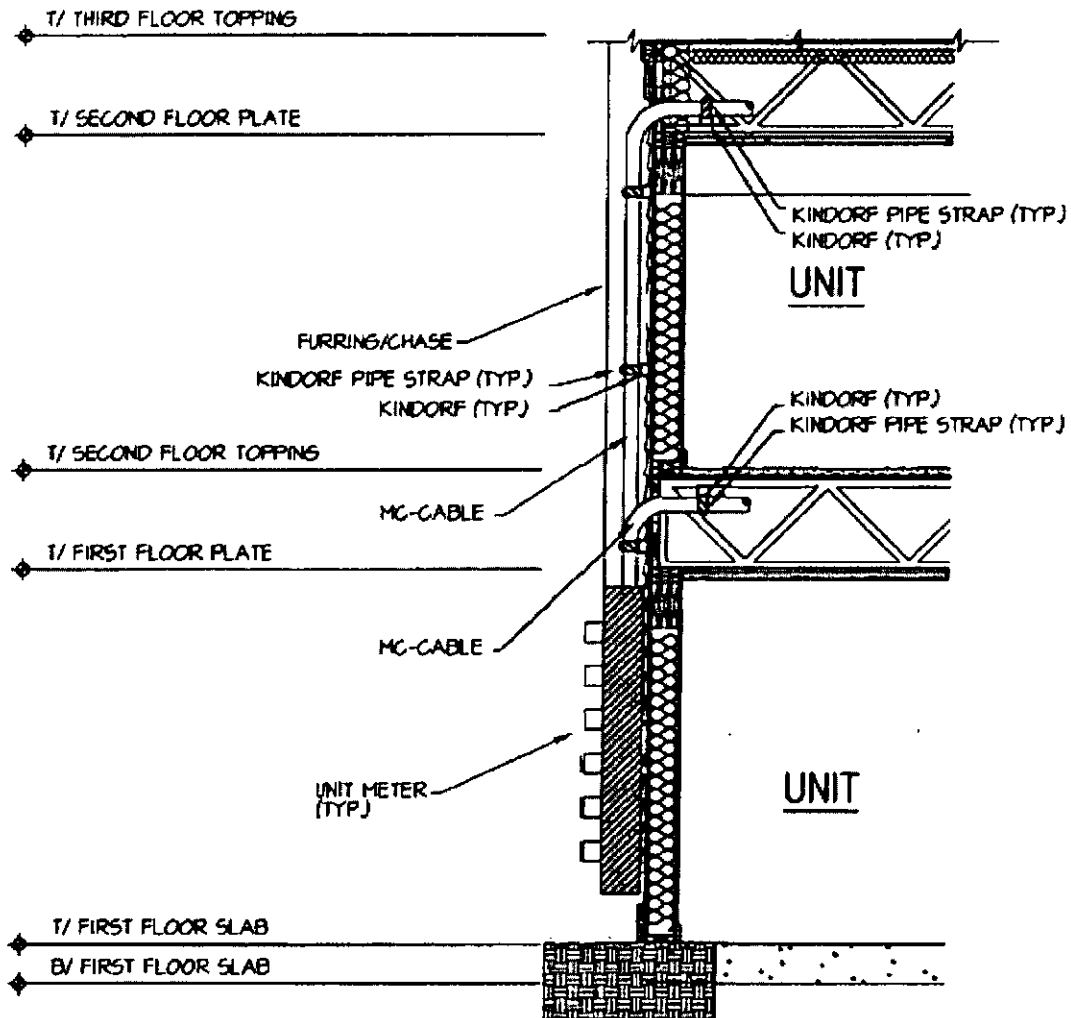 T/ THIRD FLOOR TOPPING
T/ SECOND FLOOR PLATE
KINDORF PIPE STRAP (TYP.)
KINDORF (TYP.)
UNIT
FURRING/CHASE
KINDORF PIPE STRAP (TYP.)
KINDORF (TYP.)
KINDORF (TYP.)
KINDORF PIPE STRAP (TYP.)
T/ SECOND FLOOR TOPPING
MC-CABLE
T/ FIRST FLOOR PLATE
MC-CABLE
UNIT METER
(TYP.)
UNIT
T/ FIRST FLOOR SLAB
B/ FIRST FLOOR SLAB